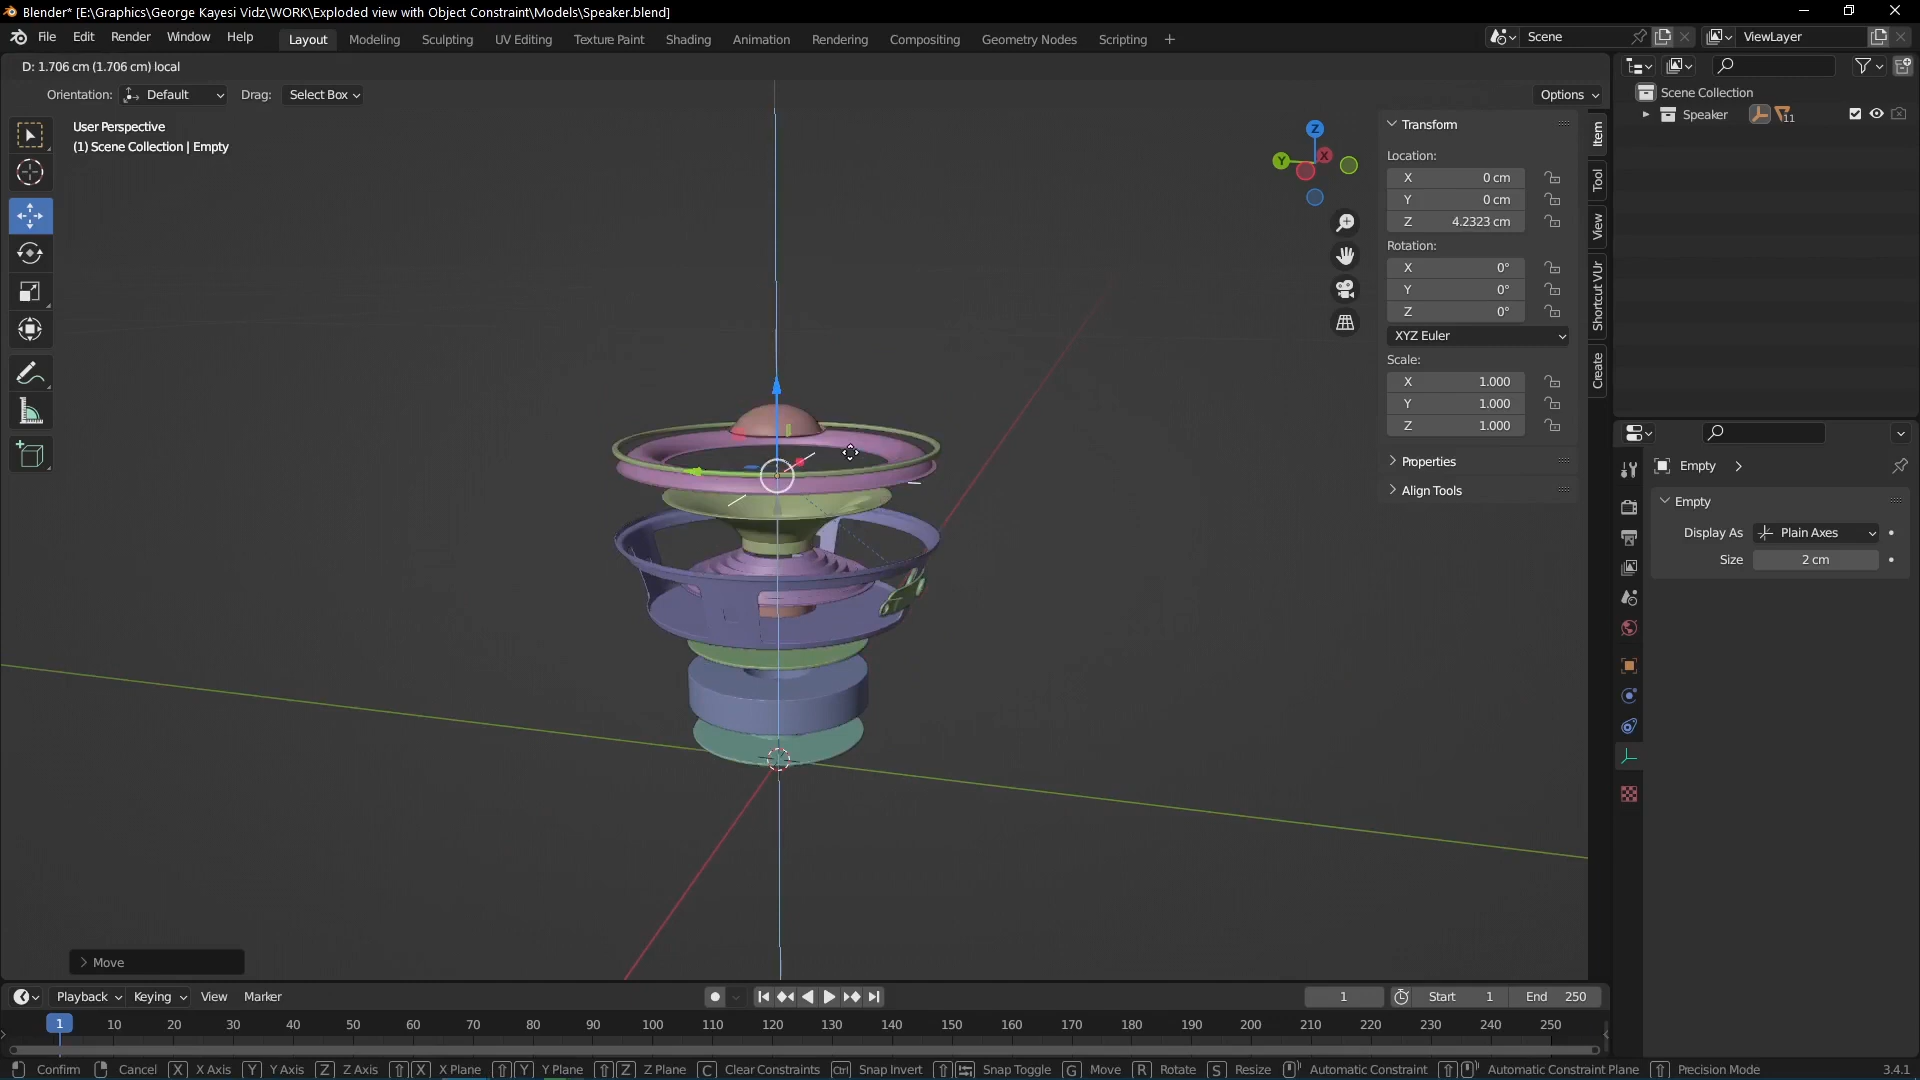 Blender* [E:\Graphics\George Kayesi Vidz\WORK\Exploded view with Object Constraint\Models\Speaker.blend]
File Edit Render Window Help Layout Modeling Sculpting UV Editing Texture Paint Shading Animation Rendering Compositing Geometry Nodes Scripting + Scene ViewLayer
D: 1.706 cm (1.706 cm) local
Orientation: Default Drag: Select Box Options
User Perspective
(1) Scene Collection | Empty
Z
Y
X
Transform
Location:
X 0 cm
Y 0 cm
Z 4.2323 cm
Rotation:
X 0°
Y 0°
Z 0°
XYZ Euler
Scale:
X 1.000
Y 1.000
Z 1.000
Properties
Align Tools
Item
Tool
View
Shortcut VUr
Create
Scene Collection
Speaker 11
Empty
Empty
Display As Plain Axes
Size 2 cm
Move
Playback Keying View Marker 1 Start 1 End 250
1 10 20 30 40 50 60 70 80 90 100 110 120 130 140 150 160 170 180 190 200 210 220 230 240 250
Confirm Cancel X X Axis Y Y Axis Z Z Axis X X Plane Y Y Plane Z Z Plane C Clear Constraints Ctrl Snap Invert Snap Toggle G Move R Rotate S Resize Automatic Constraint Automatic Constraint Plane Precision Mode 3.4.1